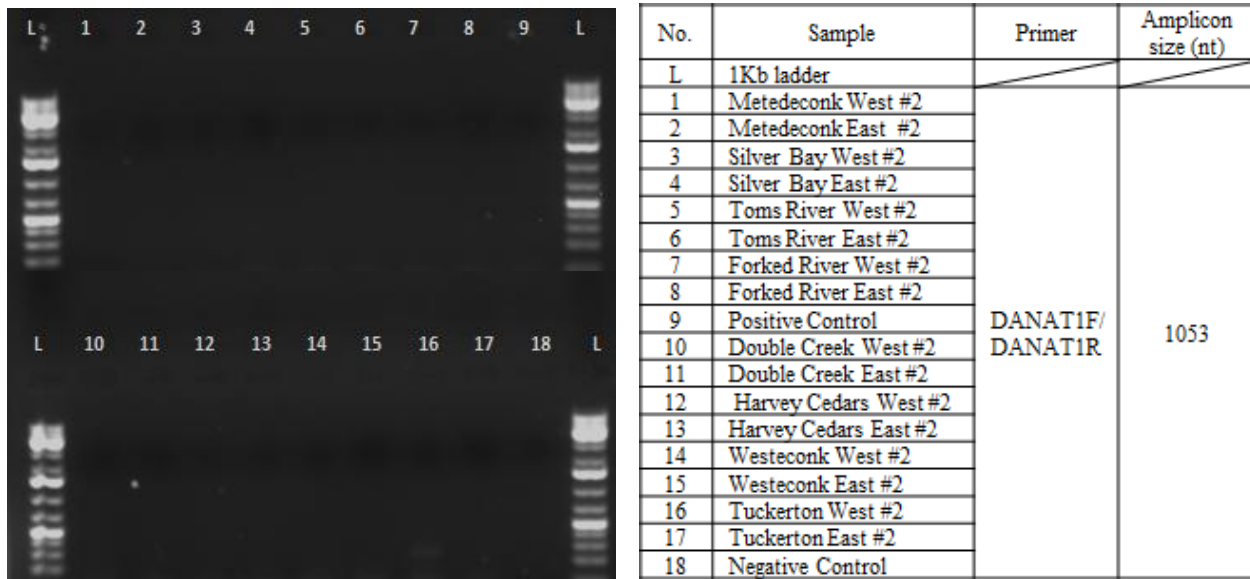 L 1 2 3 4 5 6 7 8 9 L
L 10 11 12 13 14 15 16 17 18 L
No. Sample Primer Amplicon size (nt)
L 1Kb ladder
1 Metedeconk West #2
2 Metedeconk East #2
3 Silver Bay West #2
4 Silver Bay East #2
5 Toms River West #2
6 Toms River East #2
7 Forked River West #2
8 Forked River East #2
9 Positive Control
10 Double Creek West #2
11 Double Creek East #2
12 Harvey Cedars West #2
13 Harvey Cedars East #2
14 Westeconk West #2
15 Westeconk East #2
16 Tuckerton West #2
17 Tuckerton East #2
18 Negative Control
DANAT1F/
DANAT1R
1053